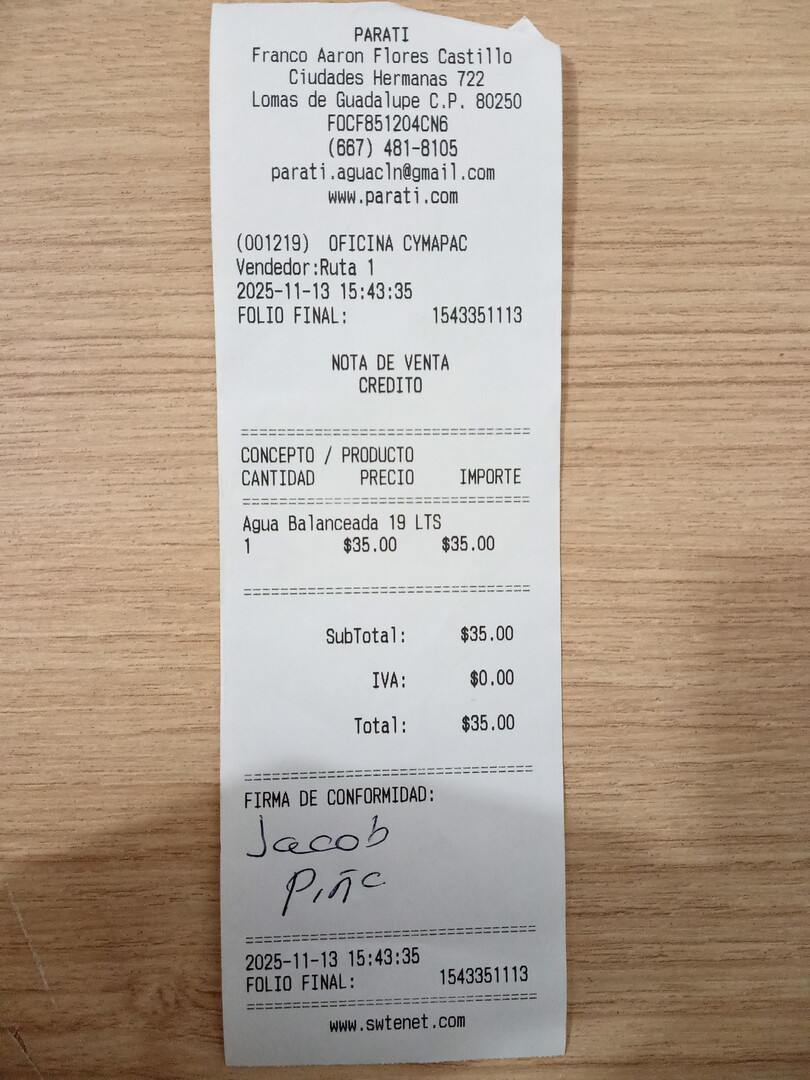 PARATI
Franco Aaron Flores Castillo
Ciudades Hermanas 722
Lomas de Guadalupe C.P. 80250
FOCF851204CN6
(667) 481-8105
parati.aguacln@gmail.com
www.parati.com
(001219) OFICINA CYMAPAC
Vendedor:Ruta 1
2025-11-13 15:43:35
FOLIO FINAL: 1543351113
NOTA DE VENTA
CREDITO
==============================
CONCEPTO / PRODUCTO
CANTIDAD PRECIO IMPORTE
==============================
Agua Balanceada 19 LTS
1 $35.00 $35.00
==============================
SubTotal: $35.00
IVA: $0.00
Total: $35.00
==============================
FIRMA DE CONFORMIDAD:
Jacob
Piña
==============================
2025-11-13 15:43:35
FOLIO FINAL: 1543351113
==============================
www.swtenet.com